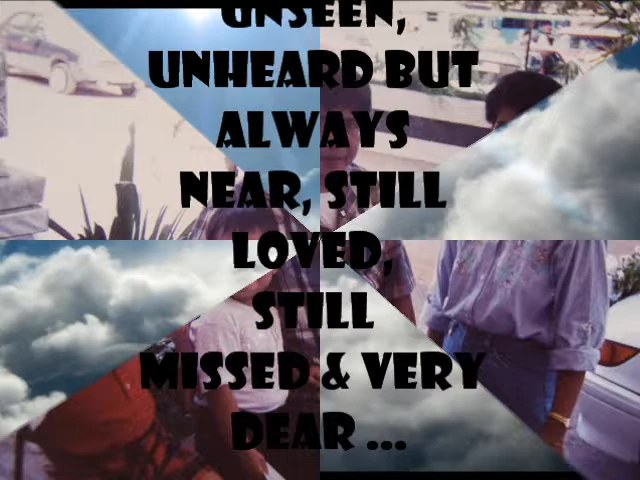 UNSEEN,
UNHEARD BUT
ALWAYS
NEAR, STILL
LOVED,
STILL
MISSED & VERY
DEAR ...